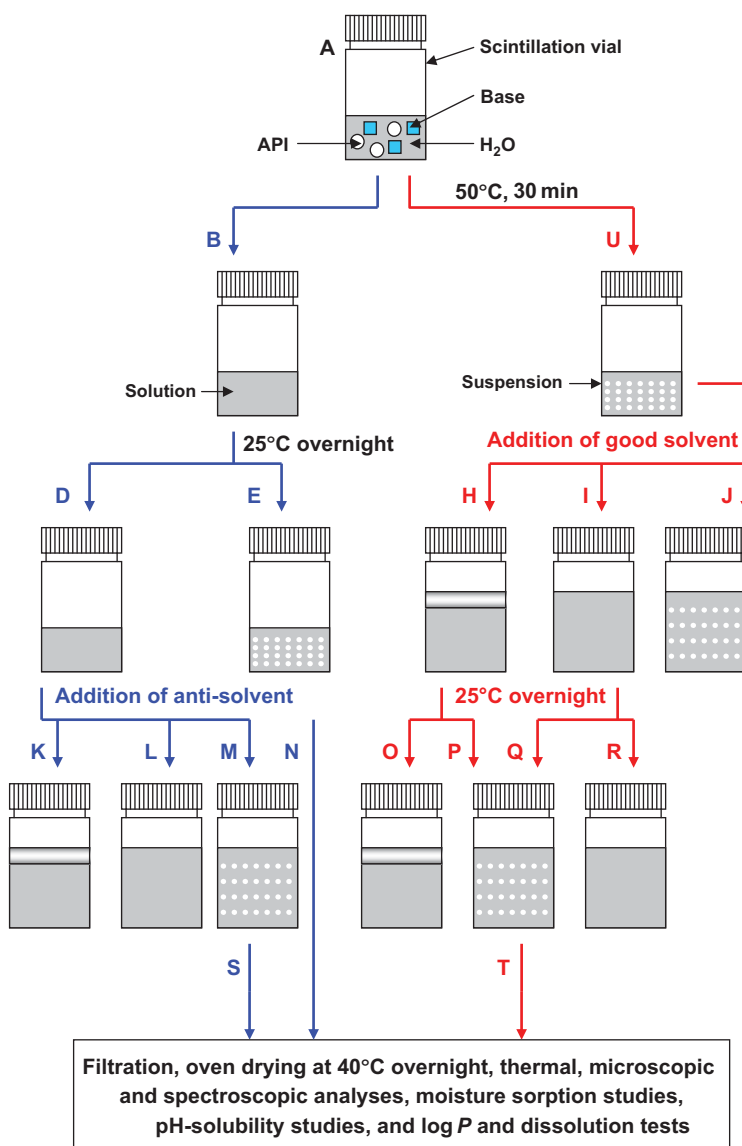 A
Scintillation vial
Base
API
H₂O
50°C, 30 min
B
U
Solution
Suspension
25°C overnight
Addition of good solvent
D
E
H
I
J
Addition of anti-solvent
25°C overnight
K
L
M
N
O
P
Q
R
S
T
Filtration, oven drying at 40°C overnight, thermal, microscopic
and spectroscopic analyses, moisture sorption studies,
pH-solubility studies, and log P and dissolution tests